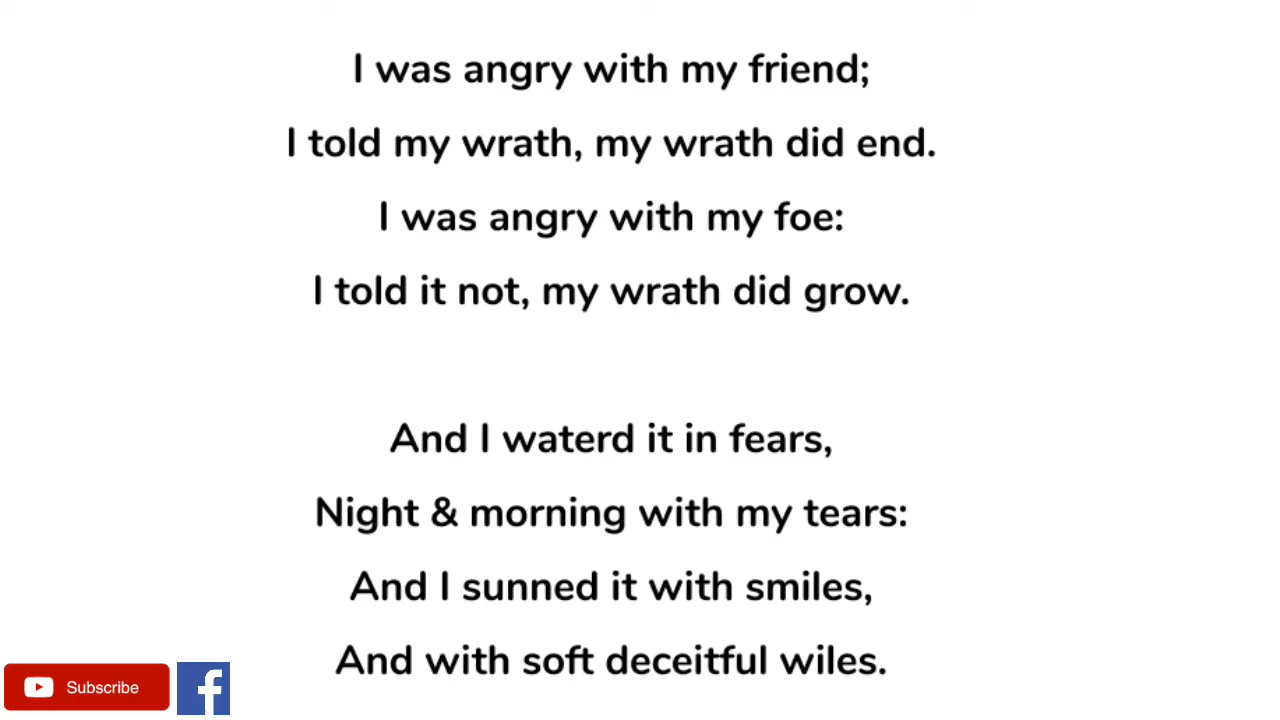 I was angry with my friend;
I told my wrath, my wrath did end.
I was angry with my foe:
I told it not, my wrath did grow.
And I waterd it in fears,
Night & morning with my tears:
And I sunned it with smiles,
And with soft deceitful wiles.
Subscribe